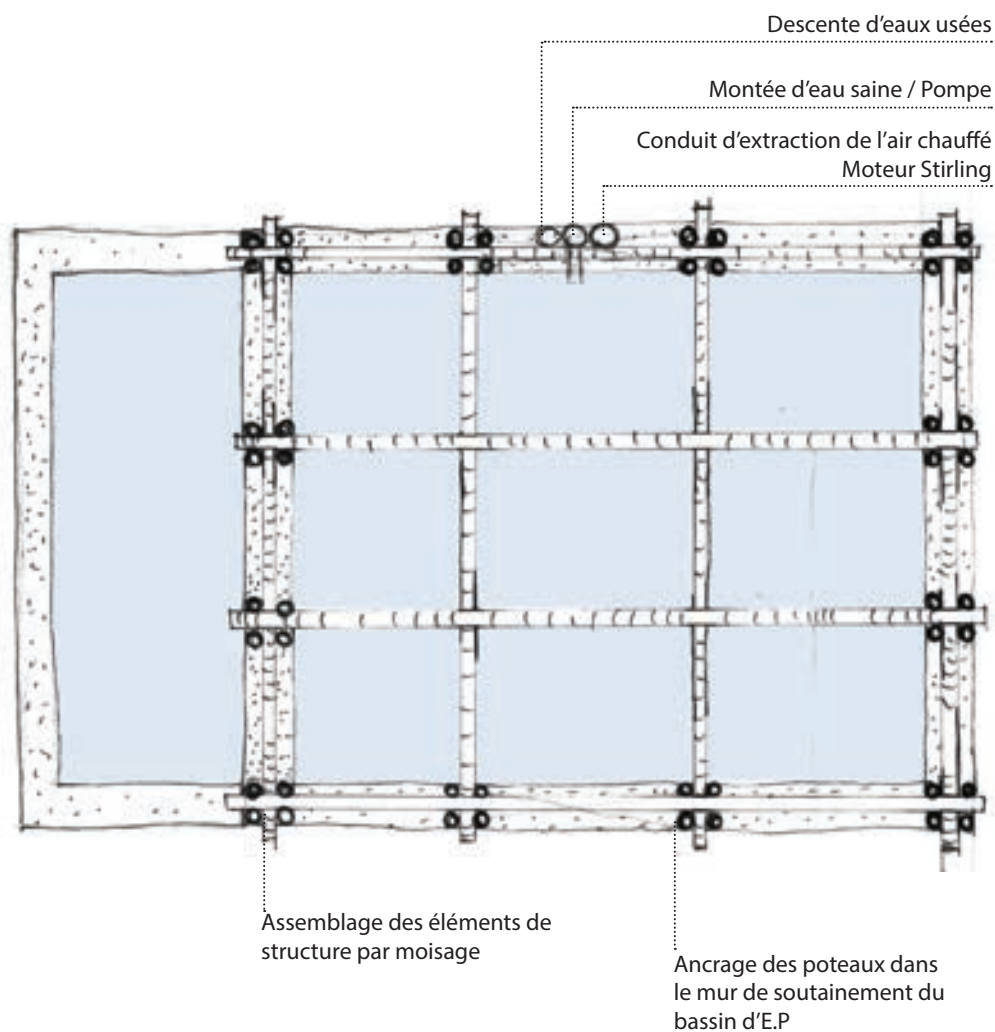 Descente d'eaux usées
Montée d'eau saine / Pompe
Conduit d'extraction de l'air chauffé
Moteur Stirling
Assemblage des éléments de
structure par moisage
Ancrage des poteaux dans
le mur de soutainement du
bassin d'E.P